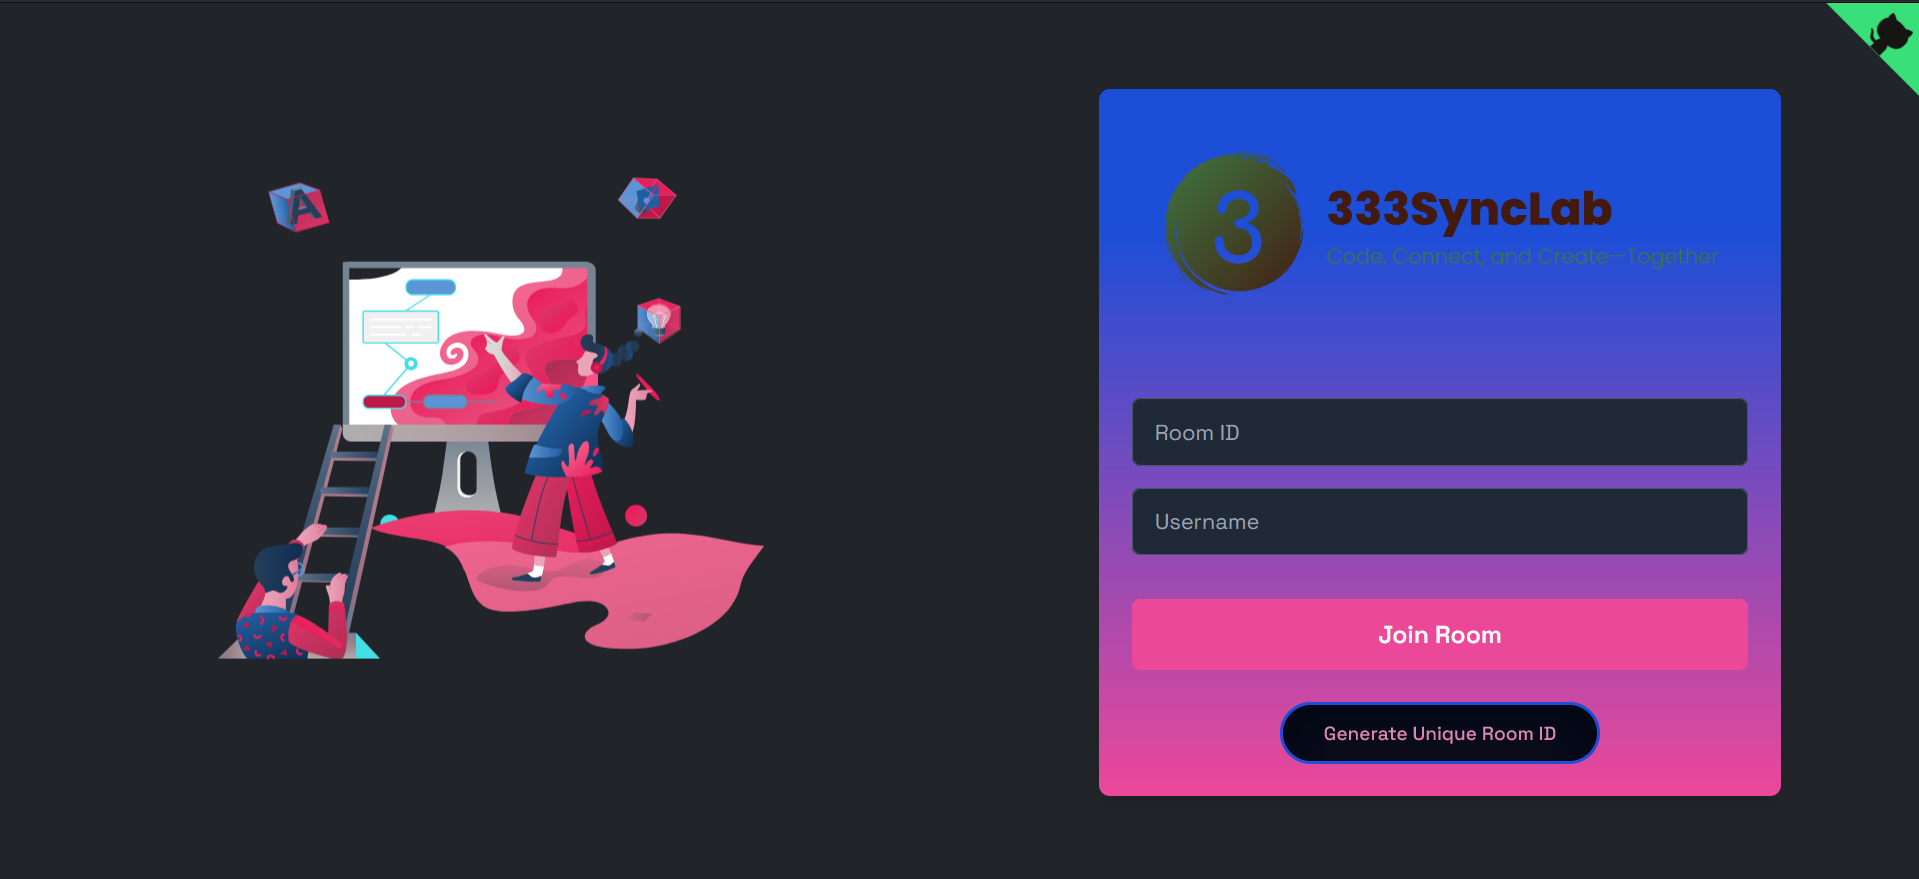 A
3
333SyncLab
Code, Connect, and Create—Together
Room ID
Username
Join Room
Generate Unique Room ID